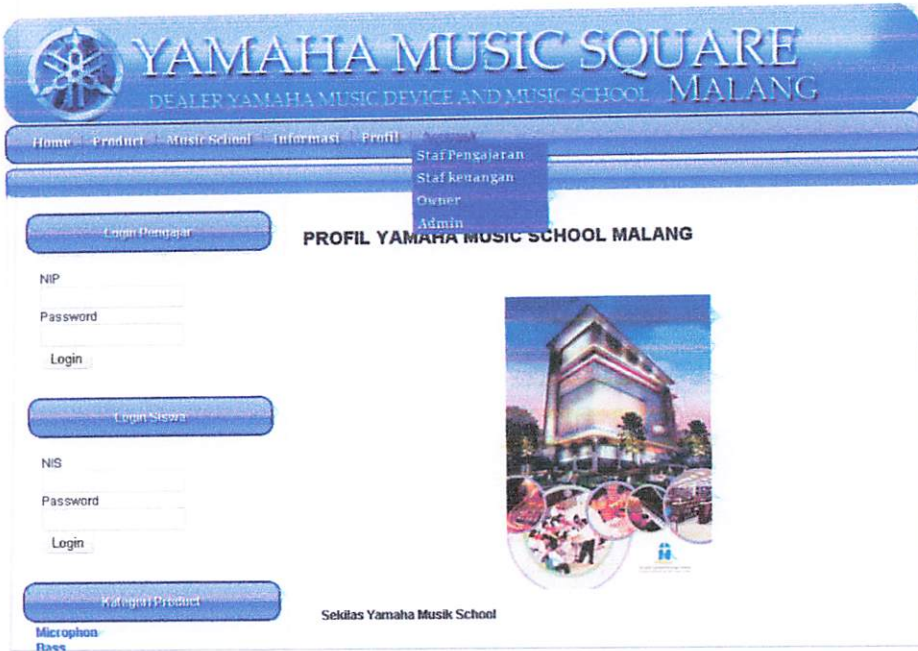 YAMAHA MUSIC SQUARE
DEALER YAMAHA MUSIC DEVICE AND MUSIC SCHOOL MALANG
Home Product Music School Informasi Profil
Staf Pengajaran
Staf keuangan
Owner
Admin
Login Pengajar
NIP
Password
Login
Login Siswa
NIS
Password
Login
Kategori Product
Microphon
Bass
PROFIL YAMAHA MUSIC SCHOOL MALANG
Sekilas Yamaha Musik School